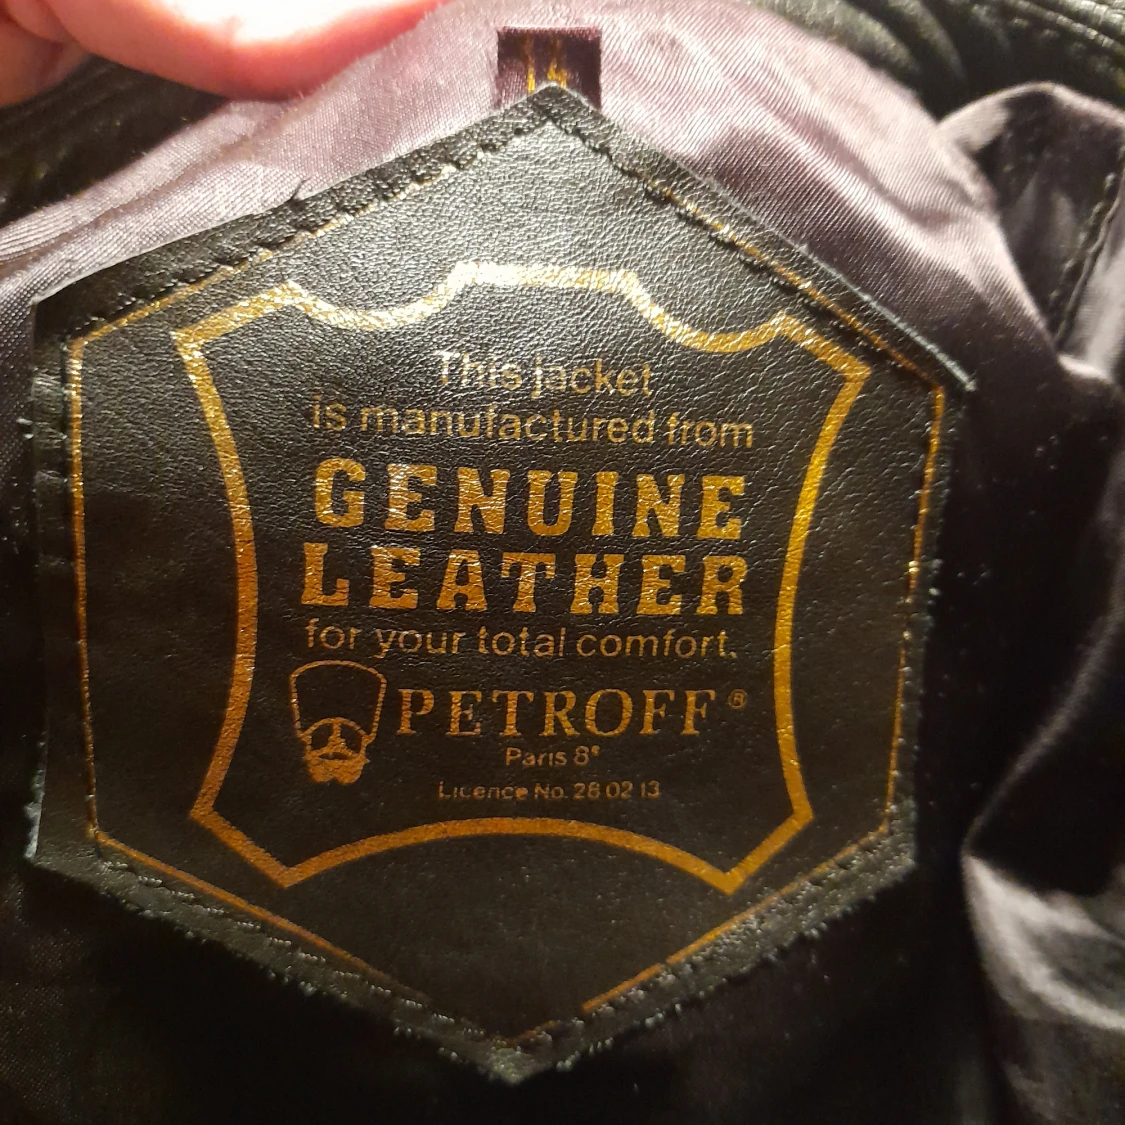 This jacket
is manufactured from
GENUINE
LEATHER
for your total comfort.
PETROFF®
Paris 8e
Licence No. 28 02 13